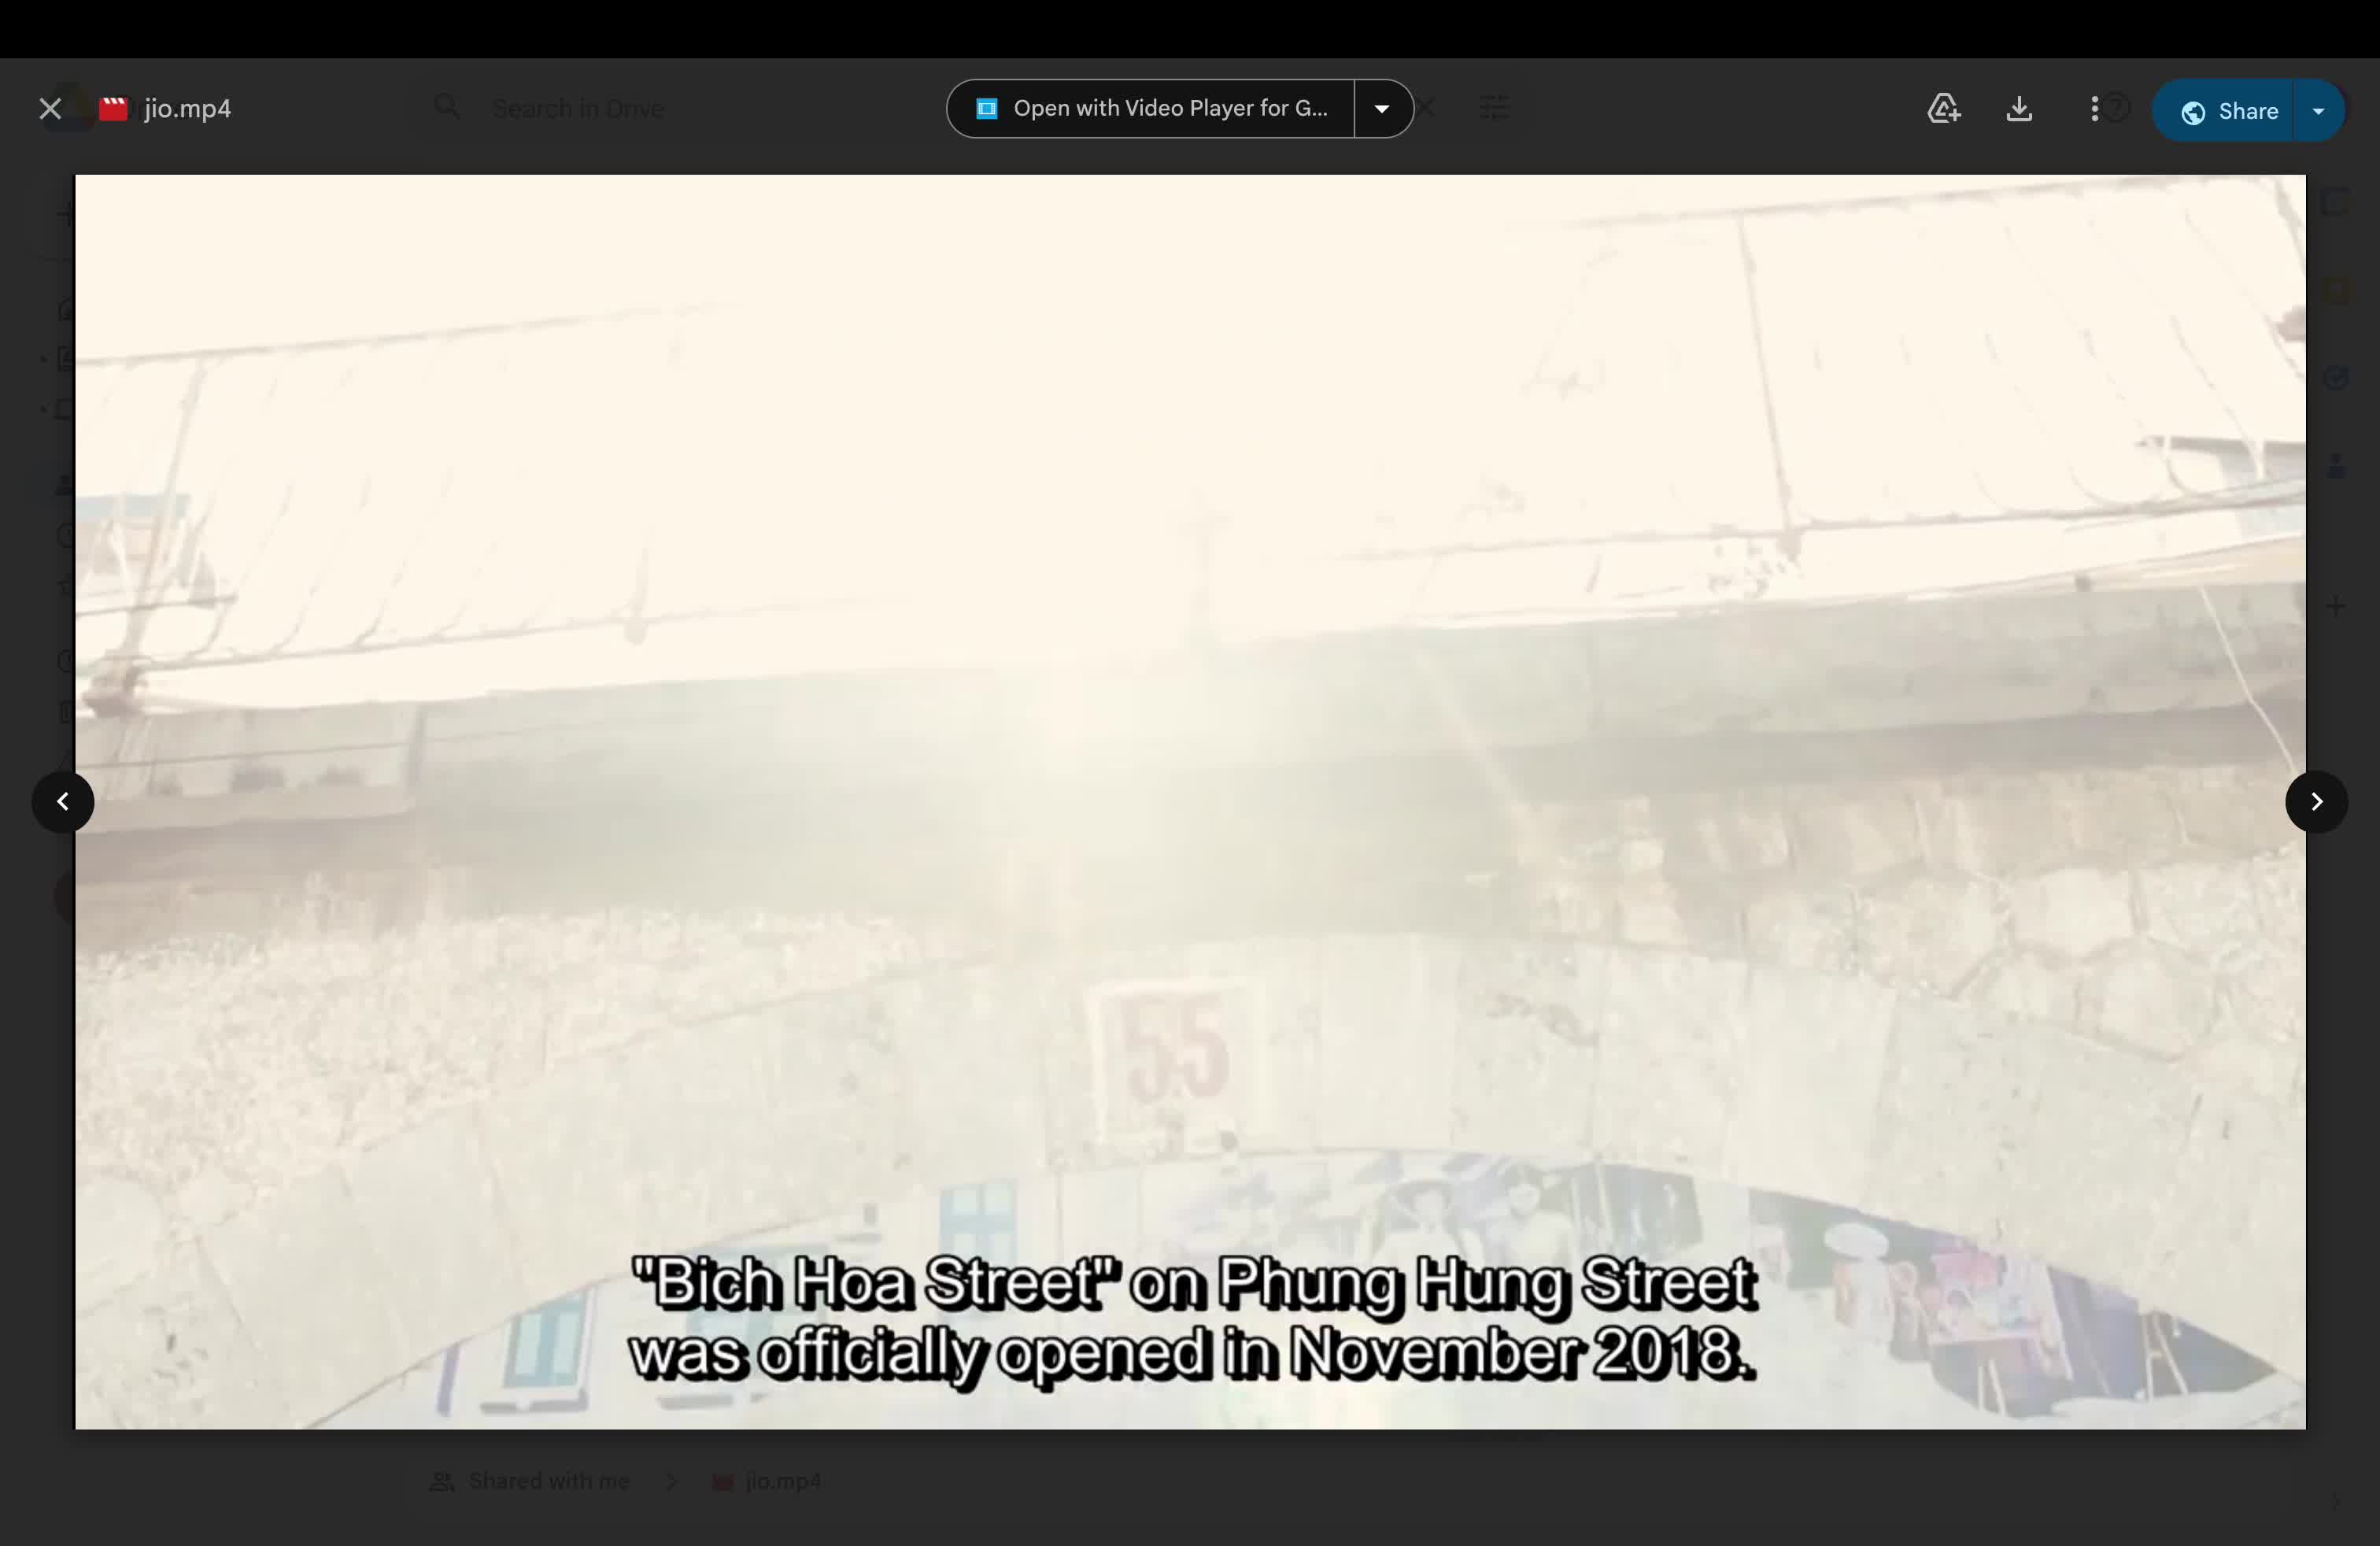 jio.mp4
Search in Drive
Open with Video Player for G...
Share
55
"Bich Hoa Street" on Phung Hung Street
was officially opened in November 2018.
Shared with me
jio.mp4